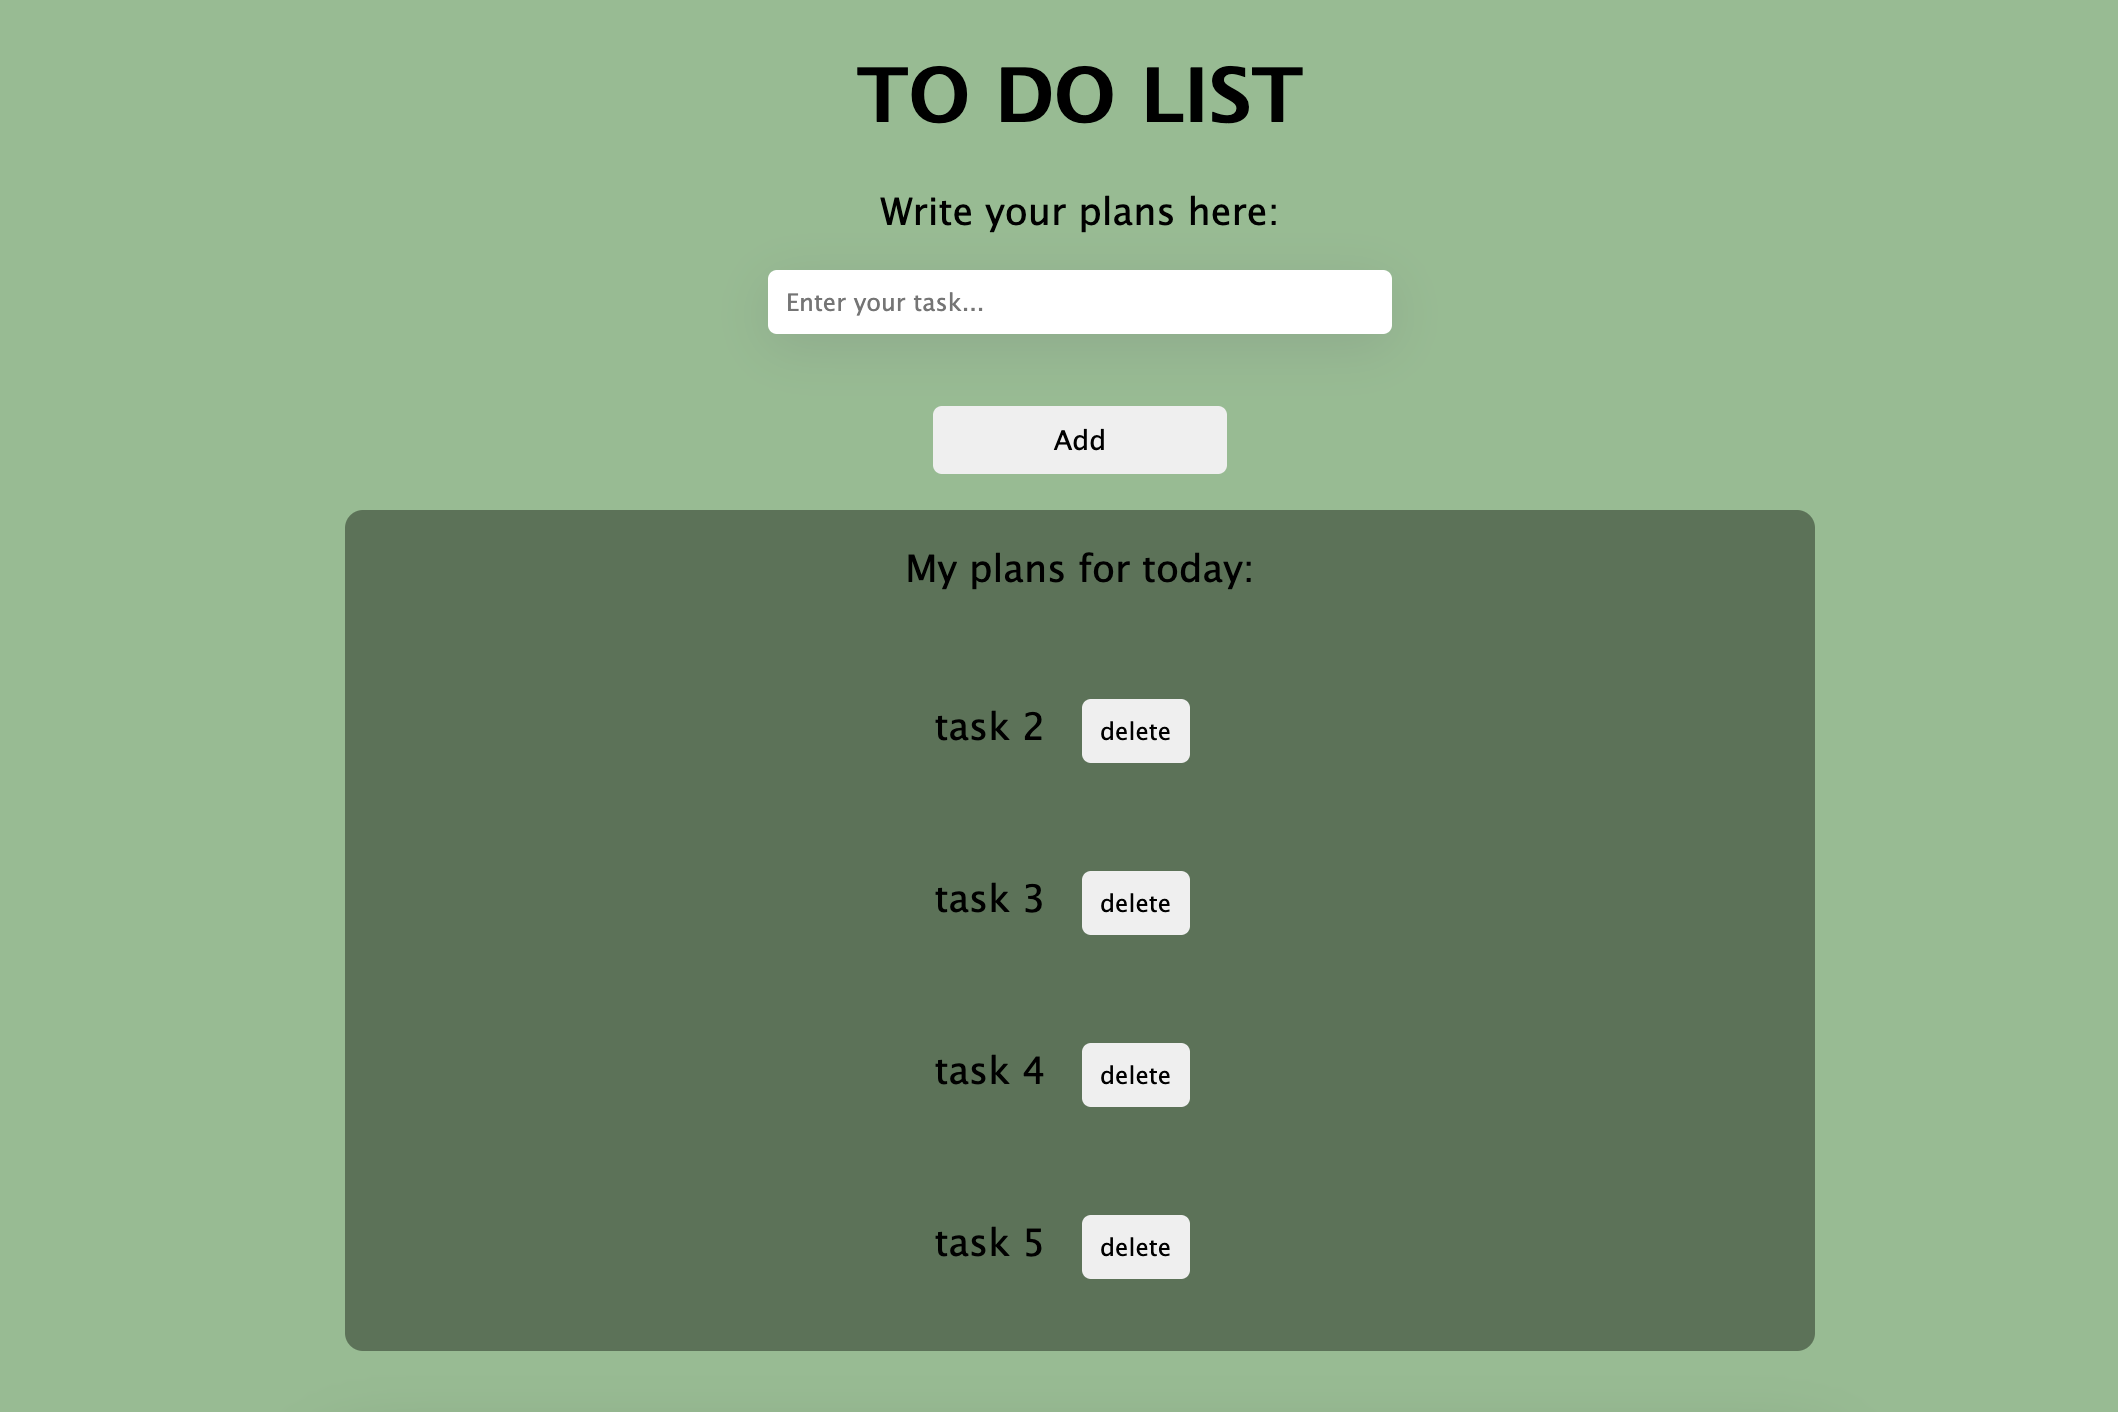 TO DO LIST
Write your plans here:
Enter your task...
Add
My plans for today:
task 2 delete
task 3 delete
task 4 delete
task 5 delete